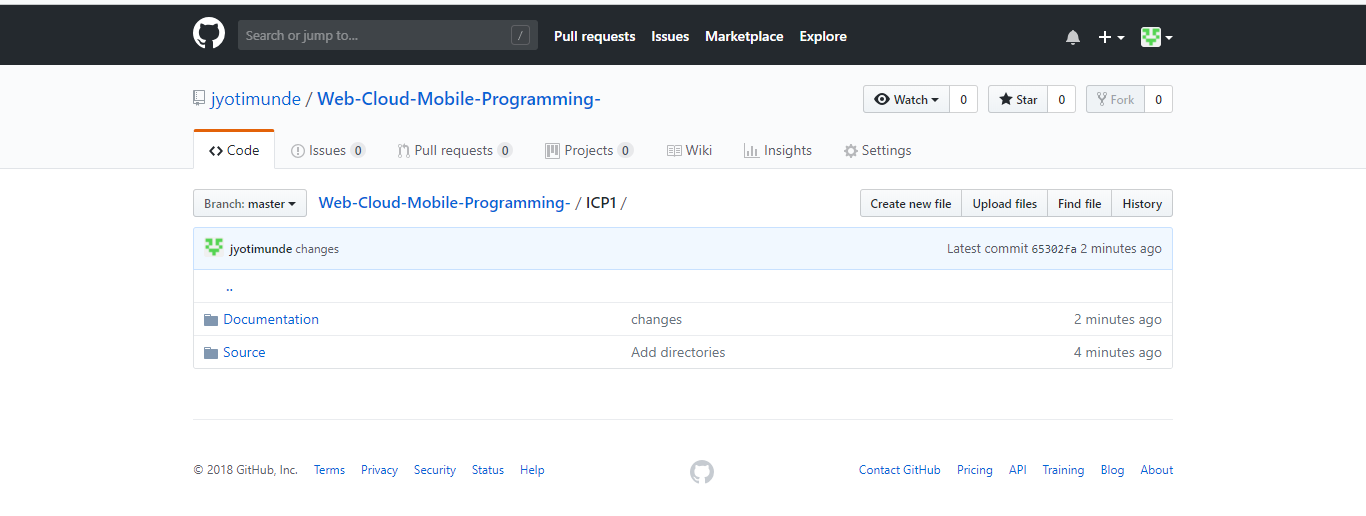 Search or jump to... / Pull requests Issues Marketplace Explore
jyotimunde / Web-Cloud-Mobile-Programming- Watch 0 Star 0 Fork 0
Code Issues 0 Pull requests 0 Projects 0 Wiki Insights Settings
Branch: master Web-Cloud-Mobile-Programming- / ICP1 / Create new file Upload files Find file History
jyotimunde changes Latest commit 65302fa 2 minutes ago
..
Documentation changes 2 minutes ago
Source Add directories 4 minutes ago
© 2018 GitHub, Inc. Terms Privacy Security Status Help Contact GitHub Pricing API Training Blog About